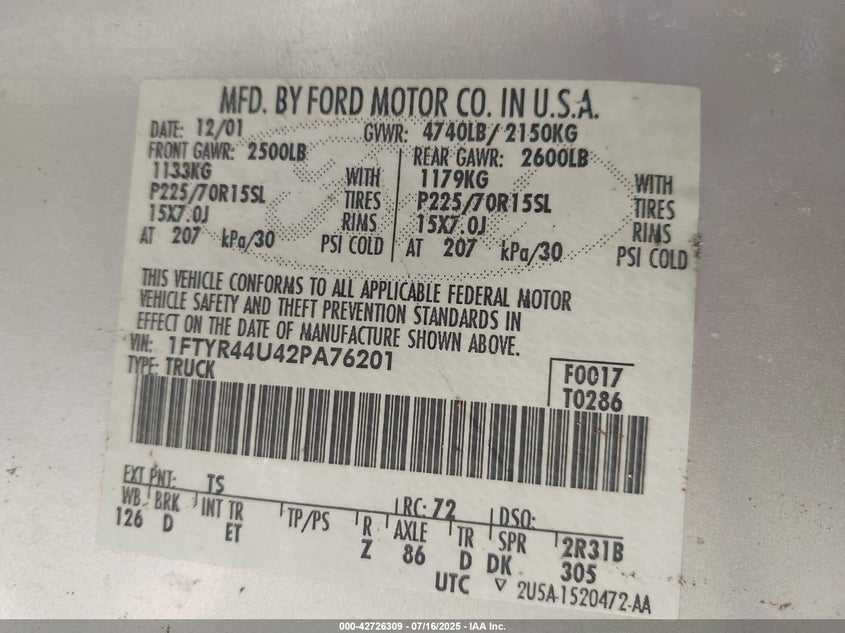 MFD. BY FORD MOTOR CO. IN U.S.A.
DATE: 12/01 GVWR: 4740LB/ 2150KG
FRONT GAWR: 2500LB REAR GAWR: 2600LB
1133KG WITH 1179KG WITH
P225/70R15SL TIRES P225/70R15SL TIRES
15X7.0J RIMS 15X7.0J RIMS
AT 207 kPa/30 PSI COLD AT 207 kPa/30 PSI COLD
THIS VEHICLE CONFORMS TO ALL APPLICABLE FEDERAL MOTOR
VEHICLE SAFETY AND THEFT PREVENTION STANDARDS IN
EFFECT ON THE DATE OF MANUFACTURE SHOWN ABOVE.
VIN: 1FTYR44U42PA76201
TYPE: TRUCK
F0017
T0286
EXT PNT: TS RC: 72 DSO:
WB BRK INT TR TP/PS R AXLE TR SPR 2R31B
126 D ET Z 86 D DK 305
UTC ▽ 2U5A-1520472-AA
000-42726309 - 07/16/2025 - IAA Inc.